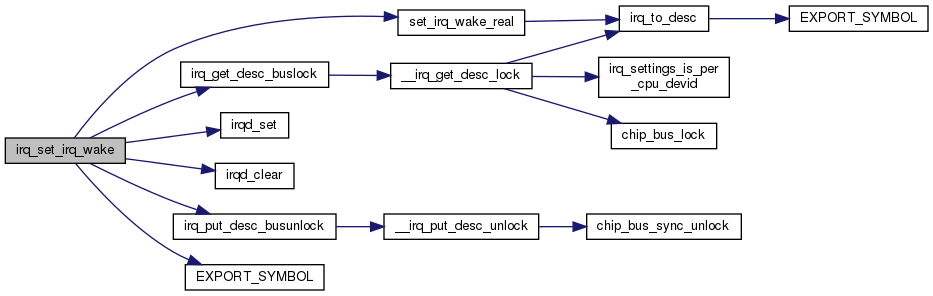 set_irq_wake_real
irq_to_desc
EXPORT_SYMBOL
irq_get_desc_buslock
__irq_get_desc_lock
irq_settings_is_per
_cpu_devid
irqd_set
chip_bus_lock
irq_set_irq_wake
irqd_clear
irq_put_desc_busunlock
__irq_put_desc_unlock
chip_bus_sync_unlock
EXPORT_SYMBOL